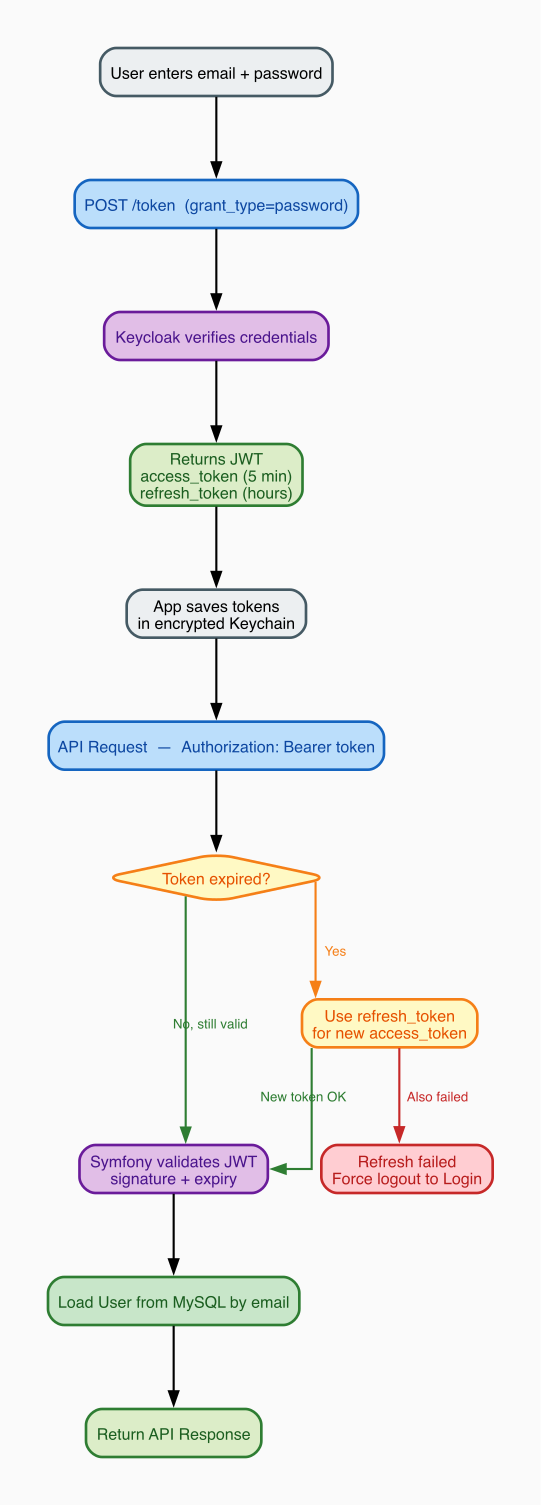 User enters email + password
POST /token  (grant_type=password)
Keycloak verifies credentials
Returns JWT
access_token (5 min)
refresh_token (hours)
App saves tokens
in encrypted Keychain
API Request  —  Authorization: Bearer token
Token expired?
Yes
Use refresh_token
for new access_token
No, still valid
New token OK
Also failed
Symfony validates JWT
signature + expiry
Refresh failed
Force logout to Login
Load User from MySQL by email
Return API Response